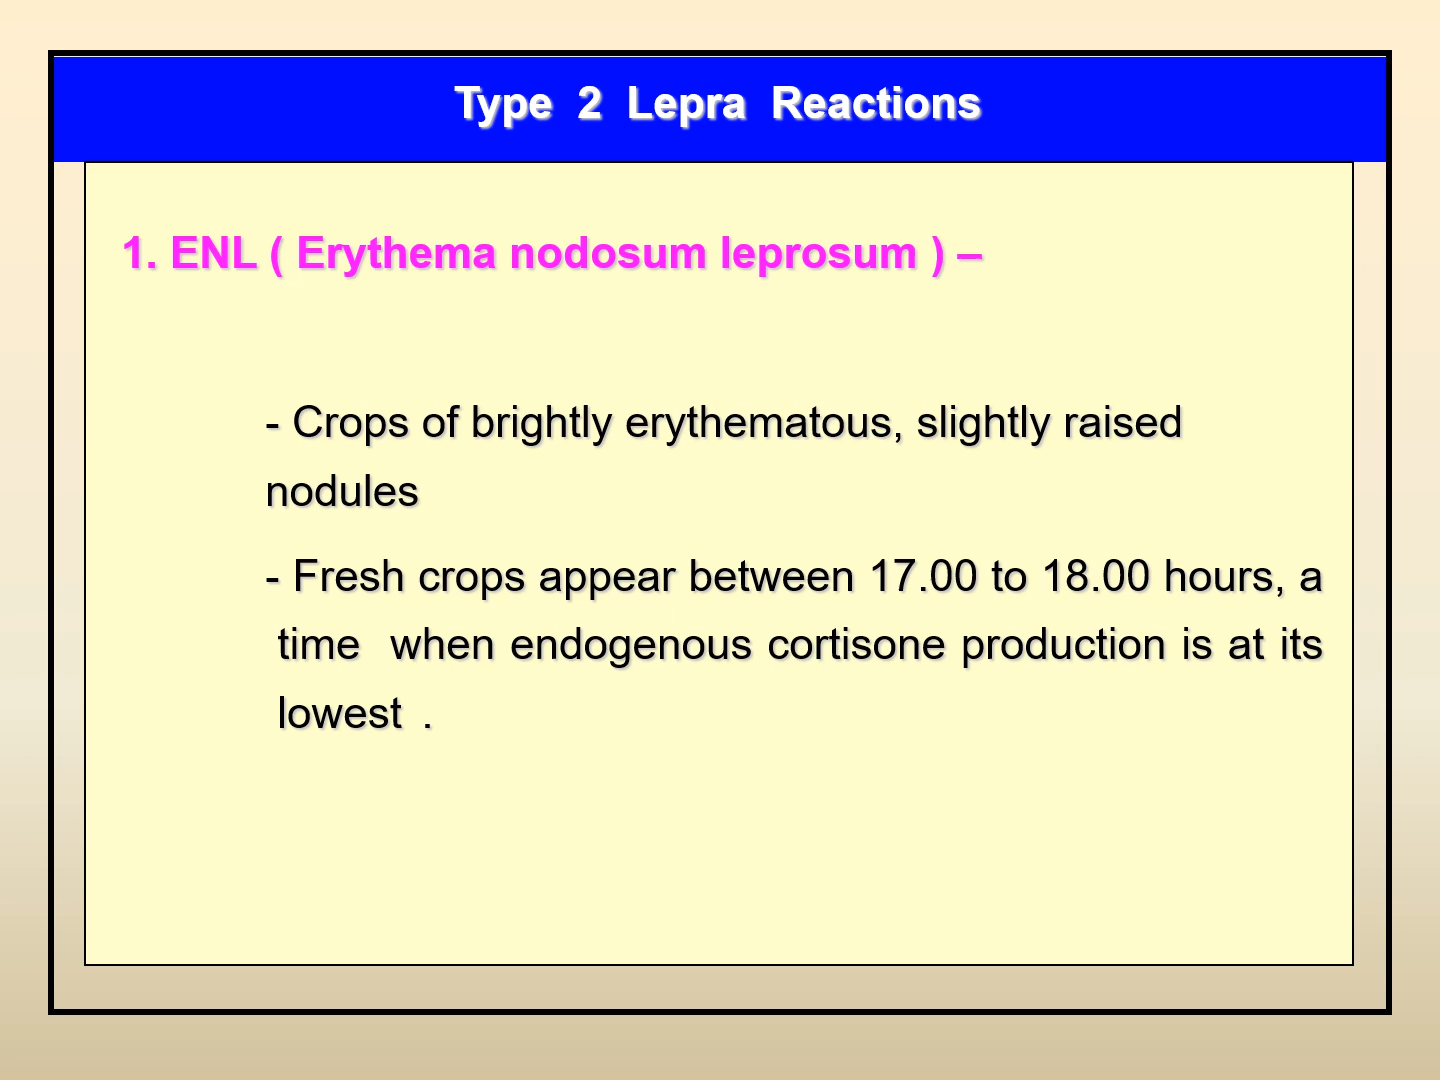 Type 2 Lepra Reactions
1. ENL ( Erythema nodosum leprosum ) –
- Crops of brightly erythematous, slightly raised
nodules
- Fresh crops appear between 17.00 to 18.00 hours, a
time when endogenous cortisone production is at its
lowest .